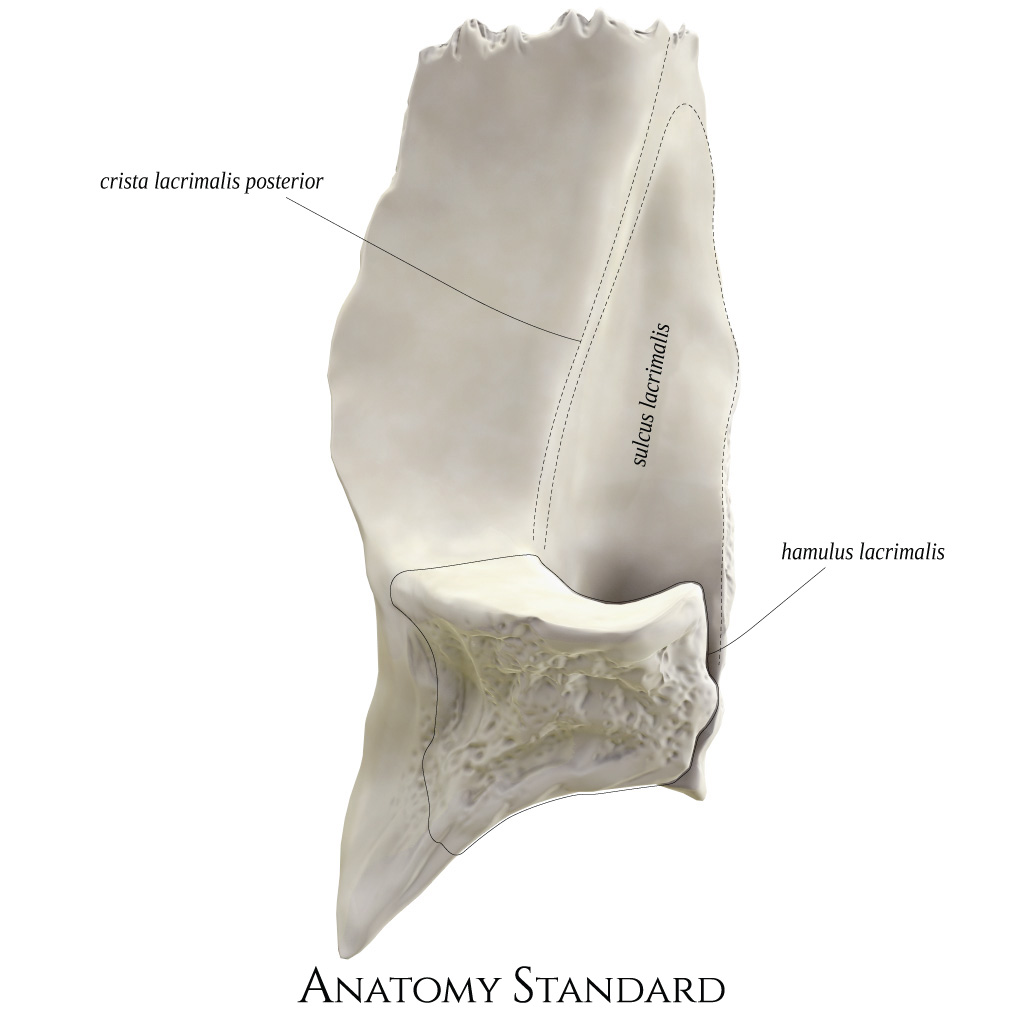 crista lacrimalis posterior
sulcus lacrimalis
hamulus lacrimalis
ANATOMY STANDARD